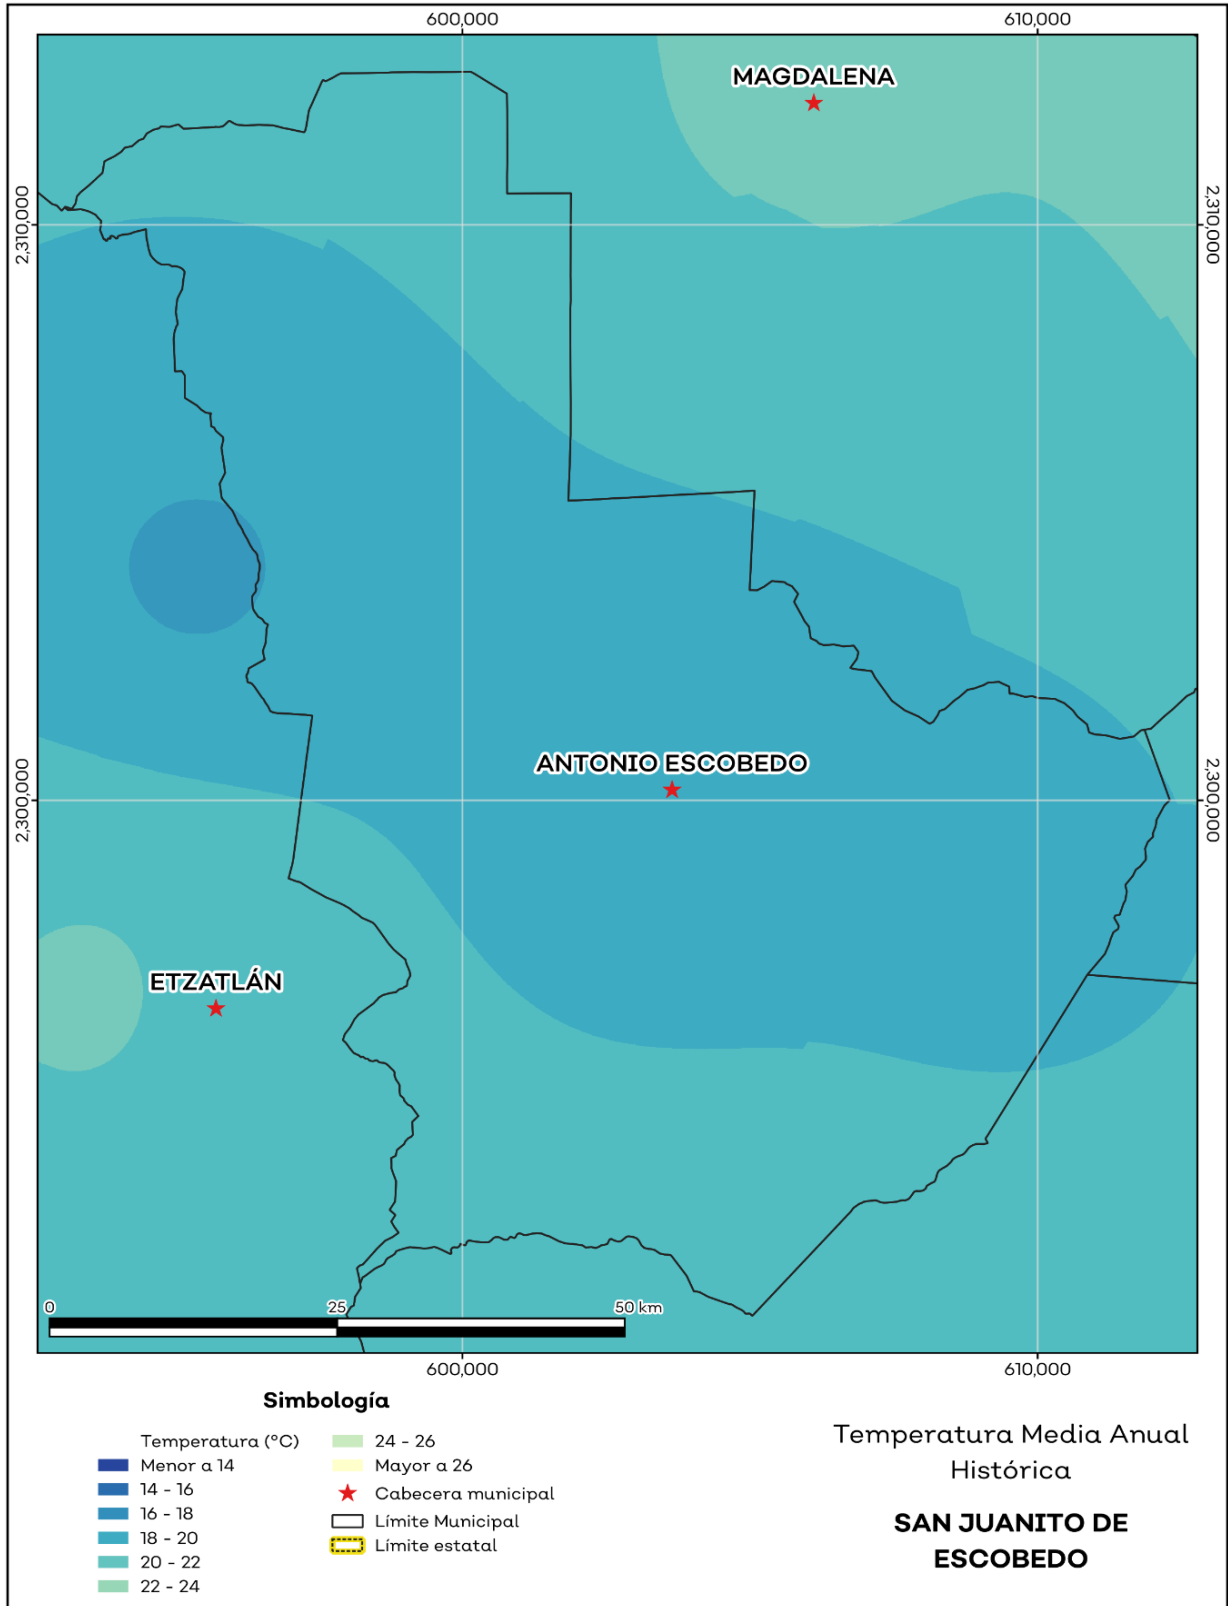 600,000
610,000
MAGDALENA
2,310,000
2,310,000
ANTONIO ESCOBEDO
2,300,000
2,300,000
ETZATLÁN
0
25
50 km
600,000
610,000
Simbología
Temperatura (°C)
Menor a 14
14 - 16
16 - 18
18 - 20
20 - 22
22 - 24
24 - 26
Mayor a 26
Cabecera municipal
Límite Municipal
Límite estatal
Temperatura Media Anual
Histórica
SAN JUANITO DE
ESCOBEDO